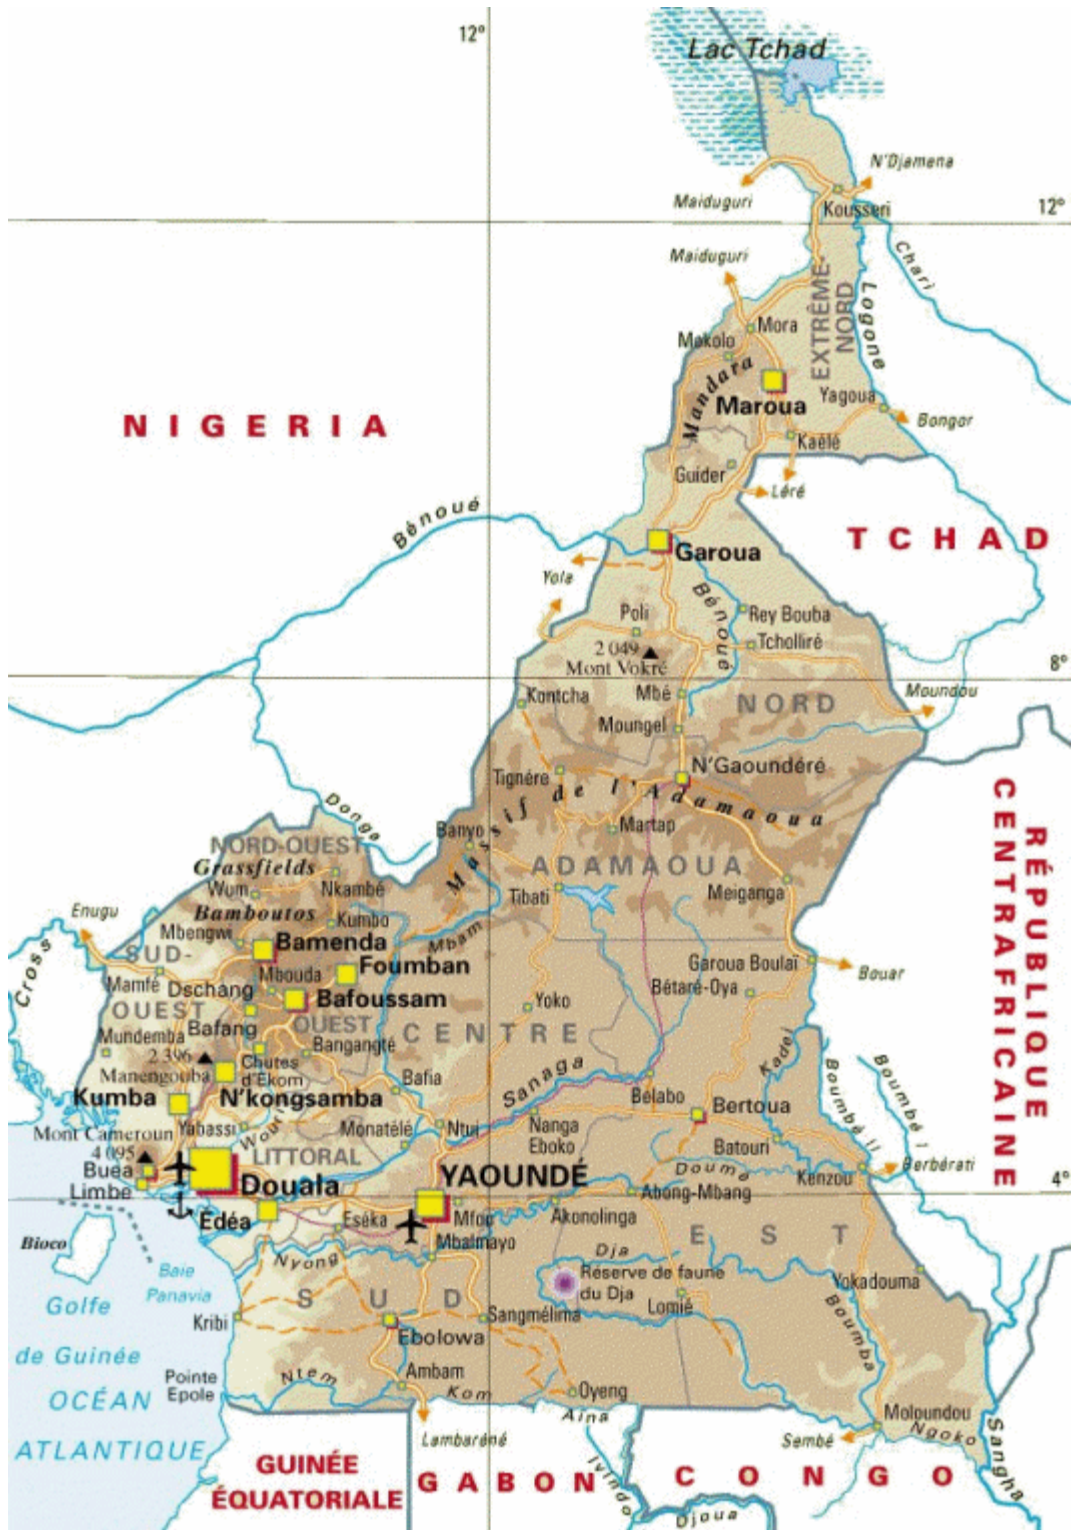 12°
Lac Tchad
N'Djamena
Maiduguri
Kousseri
12°
Maiduguri
Chari
EXTRÊME-
NORD
Logone
Mora
Mokolo
Mandara
Maroua
Yagoua
Bongor
NIGERIA
Kaélé
Guider
Léré
Bénoué
TCHAD
Garoua
Yola
Bénoué
Poli
Rey Bouba
2 049
Tcholliré
Mont Vokré
8°
Kontcha
Mbé
NORD
Moundou
Moungel
N'Gaoundéré
Tignére
Massif de l'Adamaoua
Donga
Martap
Banyo
NORD-OUEST
ADAMAOUA
Grassfields
Wum
Nkambé
Tibati
Meiganga
Enugu
Bamboutos
Kumbo
Mbengwi
Mbam
Bamenda
SUD-
OUEST
Cross
Foumban
Garoua Boulaï
Bouar
Mamfé
Mbouda
Dschang
Bafoussam
Bétaré-Oya
Yoko
Bafang
OUEST
CENTRE
Mundemba
Bangangté
Kadei
2 396
Manengouba
Chutes
d'Ekom
Sanaga
Boumbé II
Boumbé I
RÉPUBLIQUE
CENTRAFRICAINE
Bafia
Bélabo
Kumba
N'kongsamba
Bertoua
Yabassi
Wouri
Ntui
Nanga
Eboko
Mont Cameroun
4 095
Monatélé
Batouri
LITTORAL
Buea
Doumé
Berbérati
Limbe
Douala
YAOUNDÉ
Kenzou
4°
Abong-Mbang
Edéa
Eséka
Mfou
Akonolinga
EST
Bioco
Mbalmayo
Nyong
Dja
Baie
Panavia
Réserve de faune
du Dja
Yokadouma
Golfe
de Guinée
SUD
Lomié
Kribi
Sangmélima
Ebolowa
Boumba
Pointe
Epole
Ntem
Ambam
Kom
Oyeng
OCÉAN
ATLANTIQUE
Aina
Moloundou
Ngoko
Lambaréné
Sembé
Sangha
GUINÉE
ÉQUATORIALE
GABON
Ivindo
CONGO
Djoua